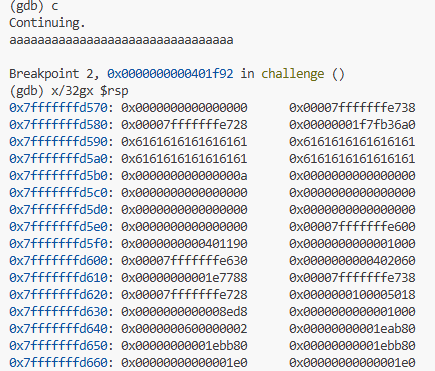 (gdb) c
Continuing.
aaaaaaaaaaaaaaaaaaaaaaaaaaaaaaaa
Breakpoint 2, 0x0000000000401f92 in challenge ()
(gdb) x/32gx $rsp
0x7fffffffd570: 0x0000000000000000 0x00007fffffffe738
0x7fffffffd580: 0x00007fffffffe728 0x00000001f7fb36a0
0x7fffffffd590: 0x6161616161616161 0x6161616161616161
0x7fffffffd5a0: 0x6161616161616161 0x6161616161616161
0x7fffffffd5b0: 0x000000000000000a 0x0000000000000000
0x7fffffffd5c0: 0x0000000000000000 0x0000000000000000
0x7fffffffd5d0: 0x0000000000000000 0x0000000000000000
0x7fffffffd5e0: 0x0000000000000000 0x00007fffffffe600
0x7fffffffd5f0: 0x0000000000401190 0x0000000000001000
0x7fffffffd600: 0x00007fffffffe630 0x0000000000402060
0x7fffffffd610: 0x00000000001e7788 0x00007fffffffe738
0x7fffffffd620: 0x00007fffffffe728 0x0000000100005018
0x7fffffffd630: 0x0000000000008ed8 0x0000000000001000
0x7fffffffd640: 0x0000000600000002 0x00000000001eab80
0x7fffffffd650: 0x00000000001ebb80 0x00000000001ebb80
0x7fffffffd660: 0x00000000000001e0 0x00000000000001e0